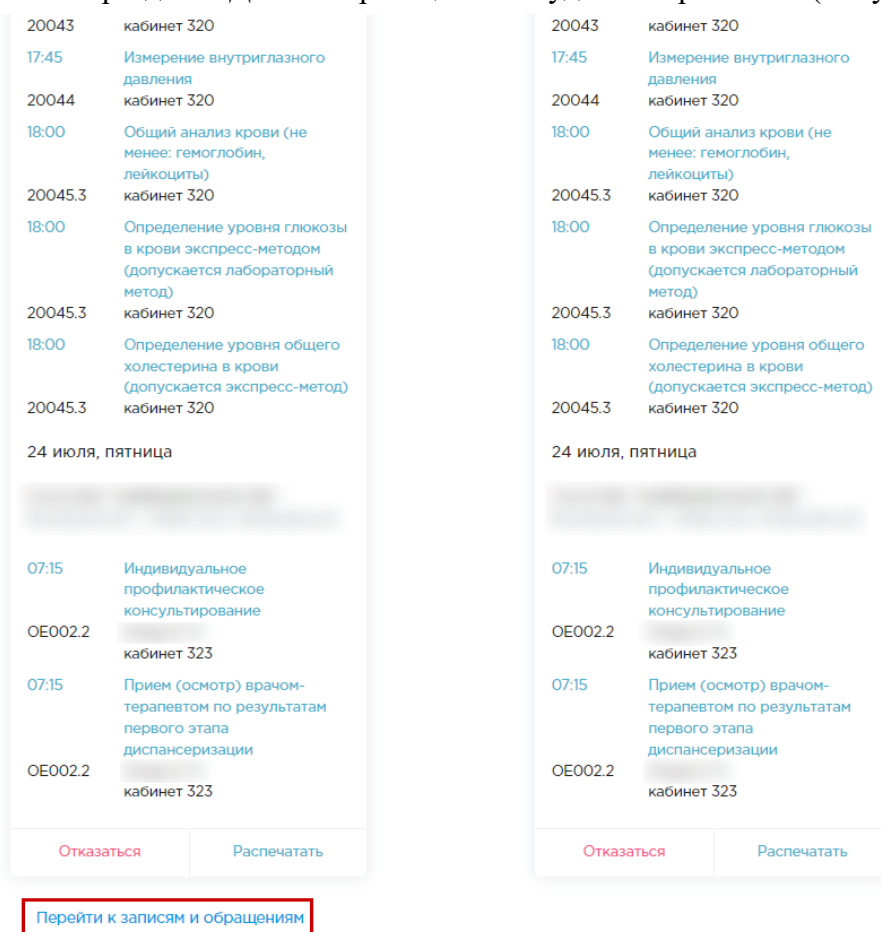 20043 кабинет 320
17:45 Измерение внутриглазного
давления
20044 кабинет 320
18:00 Общий анализ крови (не
менее: гемоглобин,
лейкоциты)
20045.3 кабинет 320
18:00 Определение уровня глюкозы
в крови экспресс-методом
(допускается лабораторный
метод)
20045.3 кабинет 320
18:00 Определение уровня общего
холестерина в крови
(допускается экспресс-метод)
20045.3 кабинет 320
24 июля, пятница
07:15 Индивидуальное
профилактическое
консультирование
OE002.2
кабинет 323
07:15 Прием (осмотр) врачом-
терапевтом по результатам
первого этапа
диспансеризации
OE002.2
кабинет 323
Отказаться Распечатать
Перейти к записям и обращениям
20043 кабинет 320
17:45 Измерение внутриглазного
давления
20044 кабинет 320
18:00 Общий анализ крови (не
менее: гемоглобин,
лейкоциты)
20045.3 кабинет 320
18:00 Определение уровня глюкозы
в крови экспресс-методом
(допускается лабораторный
метод)
20045.3 кабинет 320
18:00 Определение уровня общего
холестерина в крови
(допускается экспресс-метод)
20045.3 кабинет 320
24 июля, пятница
07:15 Индивидуальное
профилактическое
консультирование
OE002.2
кабинет 323
07:15 Прием (осмотр) врачом-
терапевтом по результатам
первого этапа
диспансеризации
OE002.2
кабинет 323
Отказаться Распечатать